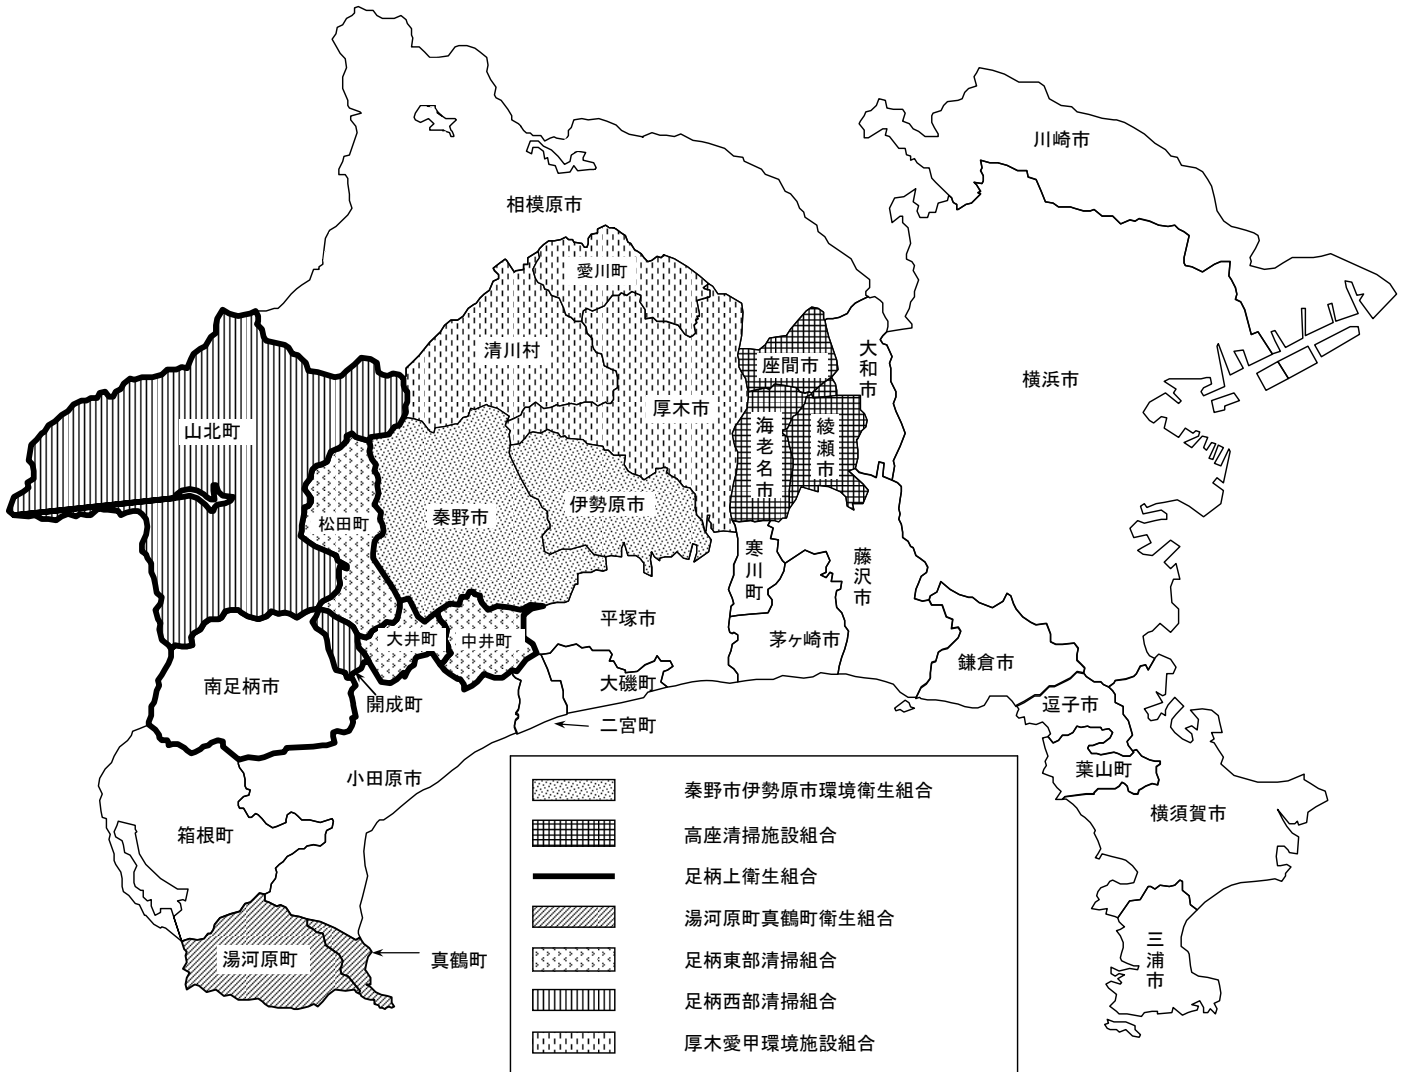 川崎市
相模原市
愛川町
清川村
座間市
大和市
横浜市
厚木市
山北町
海老名市
綾瀬市
伊勢原市
秦野市
松田町
寒川町
藤沢市
平塚市
大井町
中井町
茅ヶ崎市
鎌倉市
南足柄市
開成町
大磯町
逗子市
二宮町
葉山町
小田原市
横須賀市
箱根町
三浦市
湯河原町
真鶴町
秦野市伊勢原市環境衛生組合
高座清掃施設組合
足柄上衛生組合
湯河原町真鶴町衛生組合
足柄東部清掃組合
足柄西部清掃組合
厚木愛甲環境施設組合